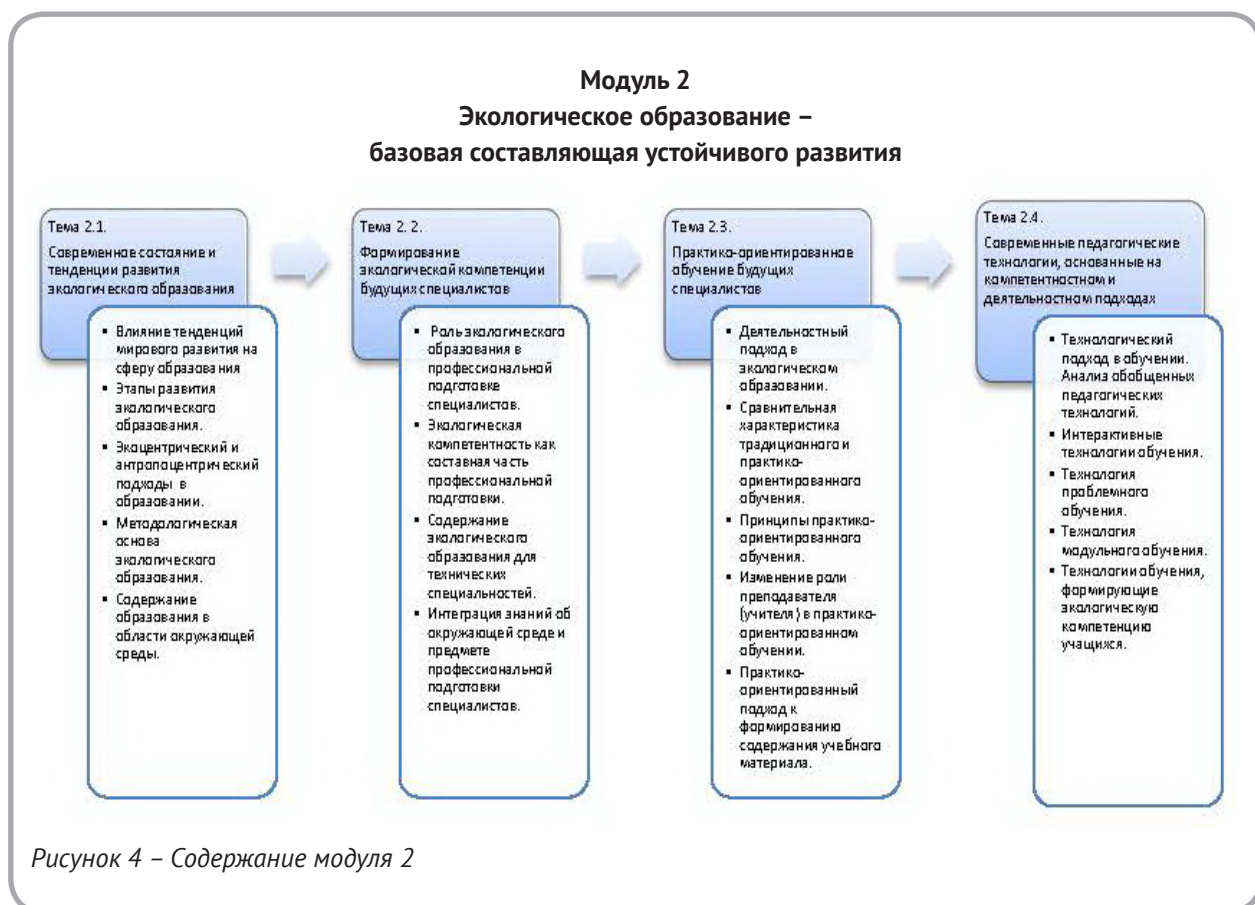 Модуль 2
Экологическое образование –
базовая составляющая устойчивого развития
Тема 2.1.
Современное состояние и
тенденции развития
экологического образования
▪ Влияние тенденций
мирового развития на
сферу образования
▪ Этапы развития
экологического
образования.
▪ Экоцентрический и
антропоцентрический
подходы в
образовании.
▪ Методологическая
основа
экологического
образования.
▪ Содержание
образования в
области окружающей
среды.
Тема 2. 2.
Формирование
экологической компетенции
будущих специалистов
▪ Роль экологического
образования в
профессиональной
подготовке
специалистов.
▪ Экологическая
компетентность как
составная часть
профессиональной
подготовки.
▪ Содержание
экологического
образования для
технических
специальностей.
▪ Интеграция знаний об
окружающей среде и
предмете
профессиональной
подготовки
специалистов.
Тема 2.3.
Практико-ориентированное
обучение будущих
специалистов
▪ Деятельностный
подход в
экологическом
образовании.
▪ Сравнительная
характеристика
традиционного и
практико-
ориентированного
обучения.
▪ Принципы практико-
ориентированного
обучения.
▪ Изменение роли
преподавателя
(учителя) в практико-
ориентированном
обучении.
▪ Практико-
ориентированный
подход к
формированию
содержания учебного
материала.
Тема 2.4.
Современные педагогические
технологии, основанные на
компетентностном и
деятельностном подходах
▪ Технологический
подход в обучении.
Анализ обобщенных
педагогических
технологий.
▪ Интерактивные
технологии обучения.
▪ Технология
проблемного
обучения.
▪ Технология
модульного обучения.
▪ Технологии обучения,
формирующие
экологическую
компетенцию
учащихся.
Рисунок 4 – Содержание модуля 2